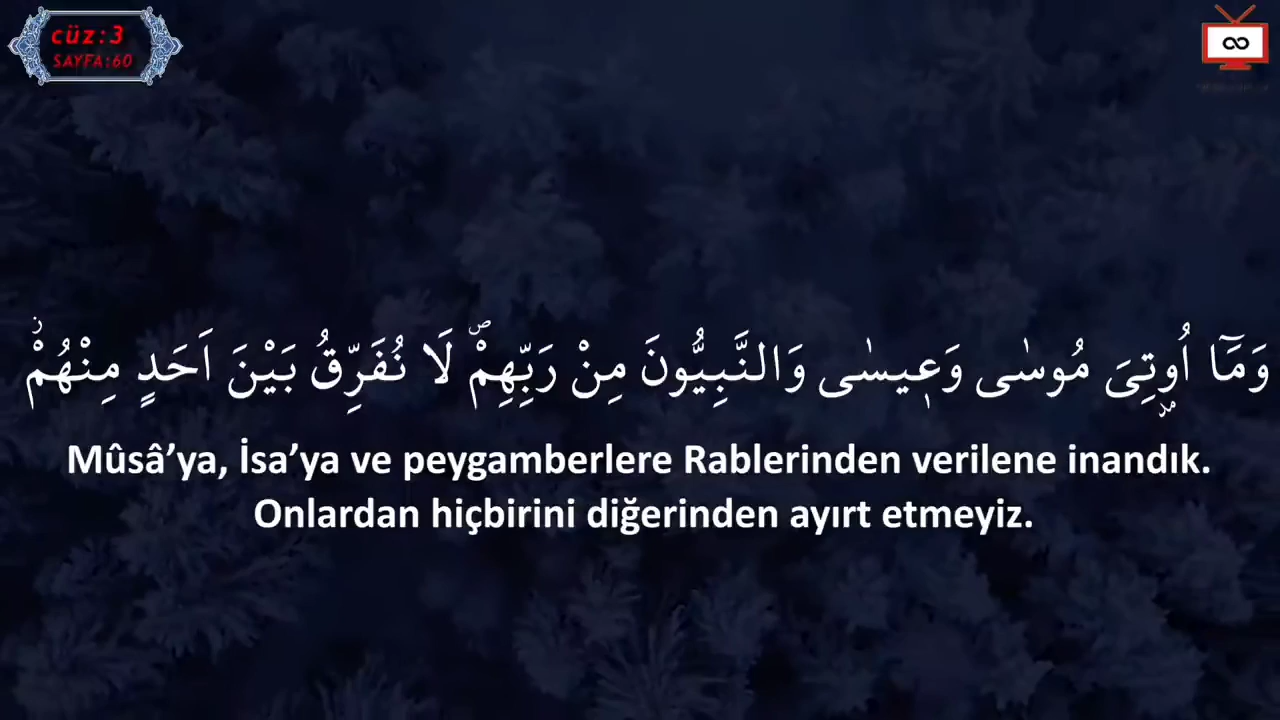 cüz:3
SAYFA:60
وَمَٓا اُو۫تِيَ مُوسٰى وَع۪يسٰى وَالنَّبِيُّونَ مِنْ رَبِّهِمْۖ لَا نُفَرِّقُ بَيْنَ اَحَدٍ مِنْهُمْۘ
Mûsâ’ya, İsa’ya ve peygamberlere Rablerinden verilene inandık.
Onlardan hiçbirini diğerinden ayırt etmeyiz.